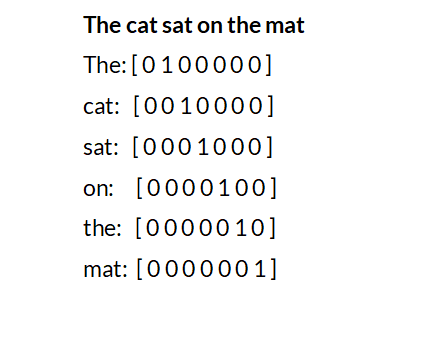 The cat sat on the mat
The: [0 1 0 0 0 0 0]
cat: [0 0 1 0 0 0 0]
sat: [0 0 0 1 0 0 0]
on: [0 0 0 0 1 0 0]
the: [0 0 0 0 0 1 0]
mat: [0 0 0 0 0 0 1]